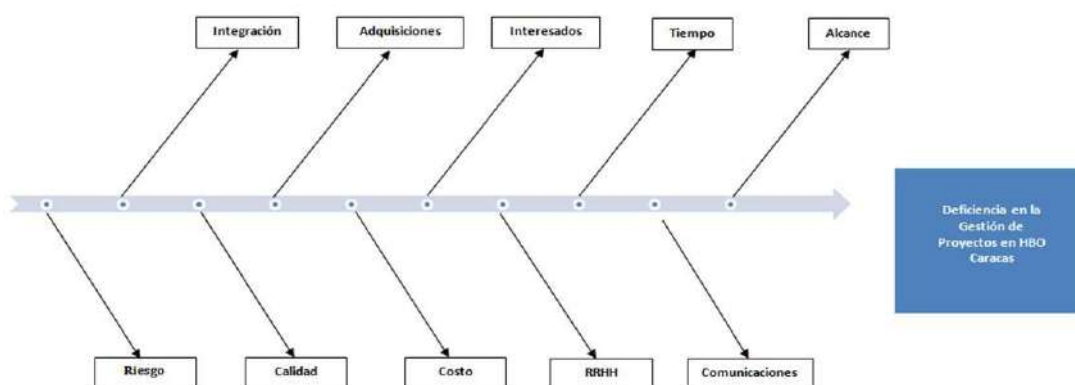 Integración
Adquisiciones
Interesados
Tiempo
Alcance
Deficiencia en la
Gestión de
Proyectos en HBO
Caracas
Riesgo
Calidad
Costo
RRHH
Comunicaciones